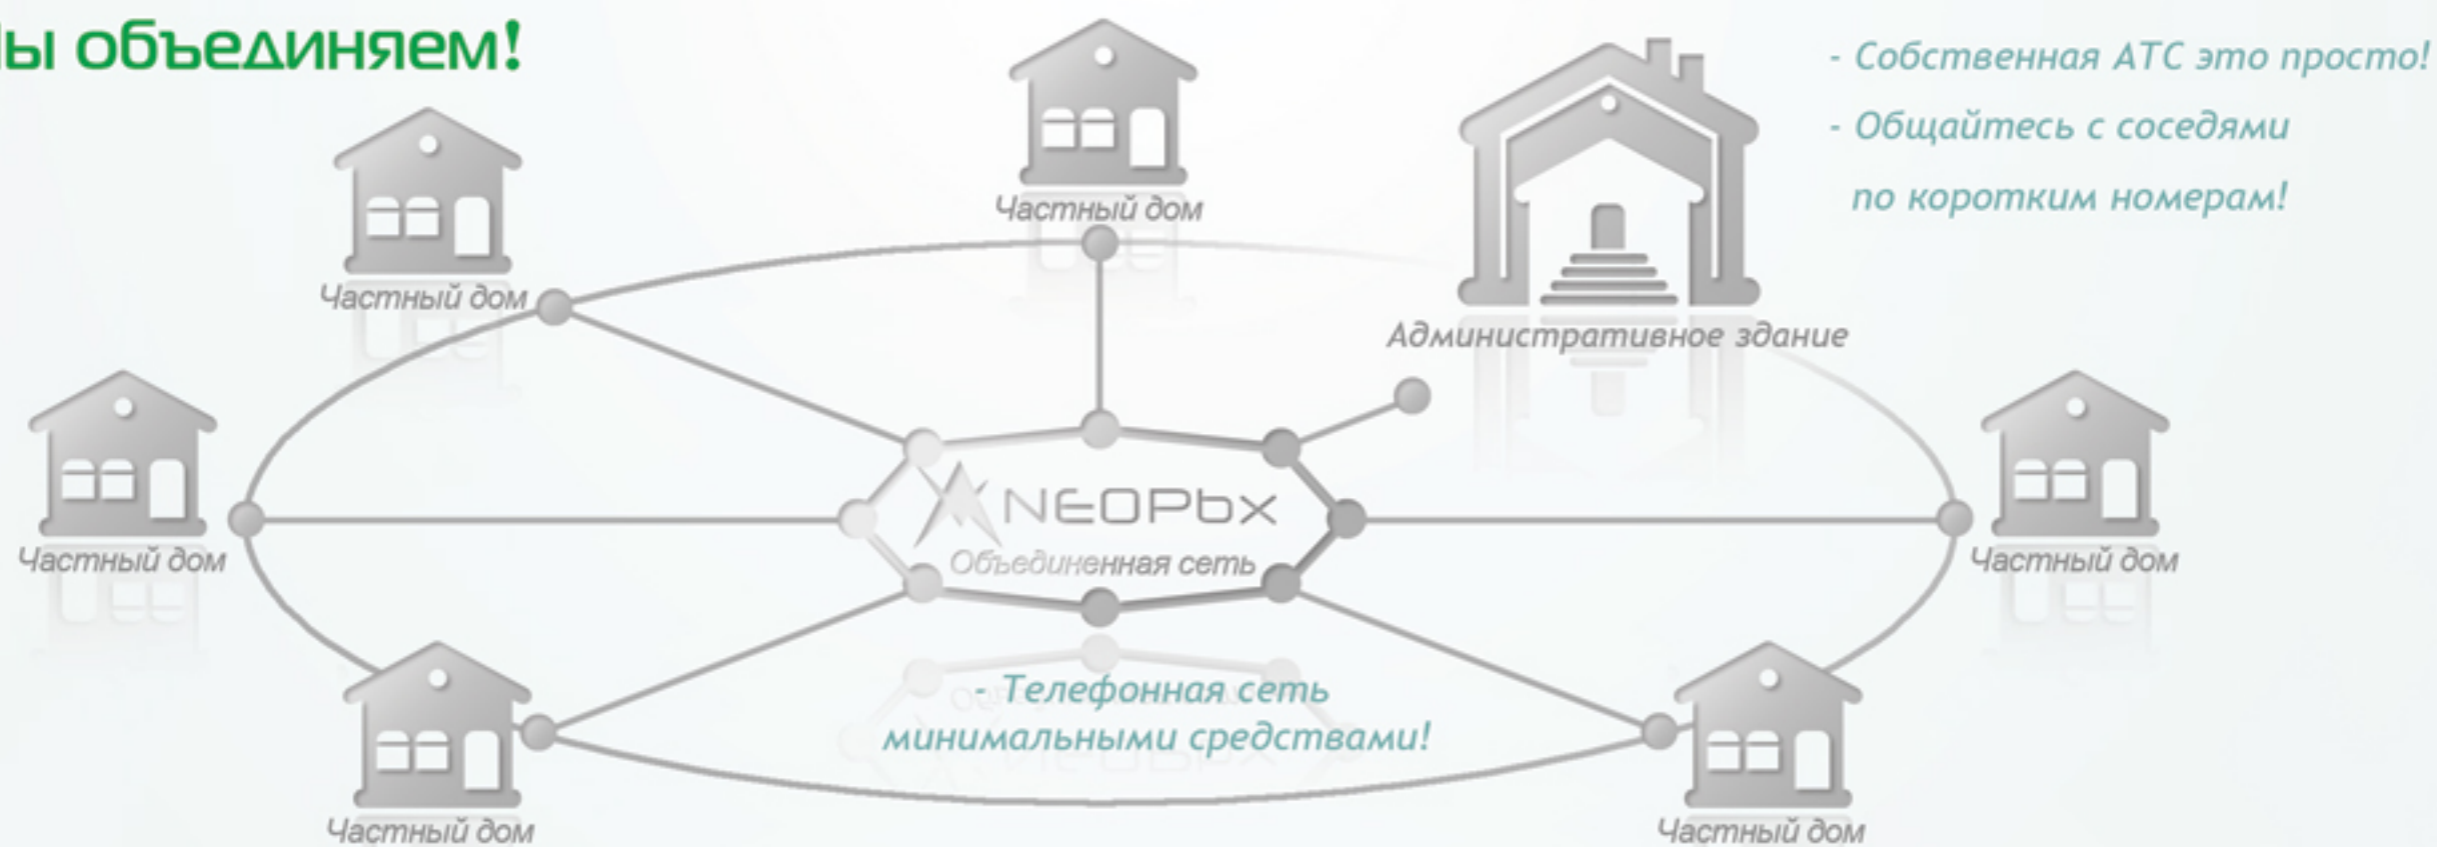 ы объединяем!
- Собственная АТС это просто!
- Общайтесь с соседями
по коротким номерам!
Частный дом
Частный дом
Административное здание
NEOPbx
Объединенная сеть
Частный дом
Частный дом
- Телефонная сеть
минимальными средствами!
Частный дом
Частный дом